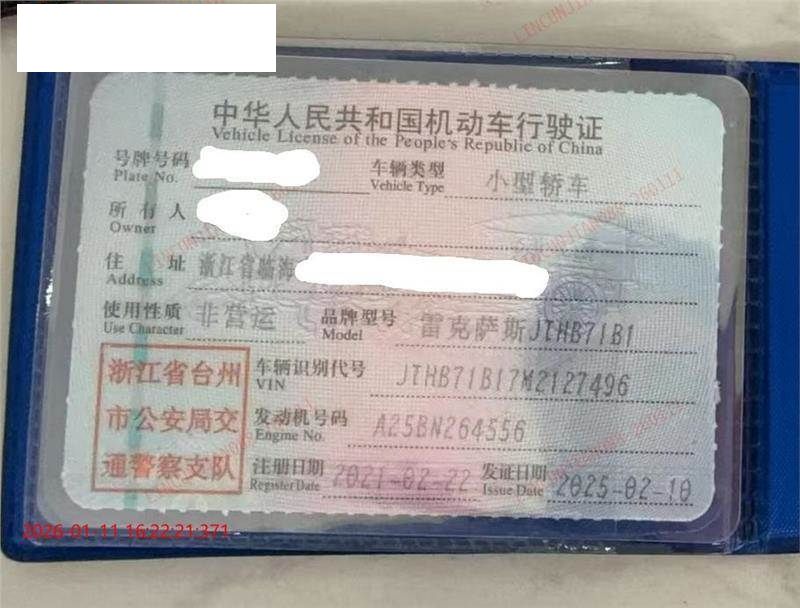 中华人民共和国机动车行驶证
Vehicle License of the People's Republic of China
号牌号码 车辆类型 小型轿车
Plate No. Vehicle Type
所有人
Owner
住址 浙江省临海
Address
使用性质 非营运 品牌型号 雷克萨斯JTHB71B1
Use Character Model
浙江省台州
市公安局交
通警察支队
车辆识别代号 JTHB71B17M2127496
VIN
发动机号码 A25BN264556
Engine No.
注册日期 2021-02-22 发证日期 2025-02-10
Register Date Issue Date
2026-01-11 16:22:21:371